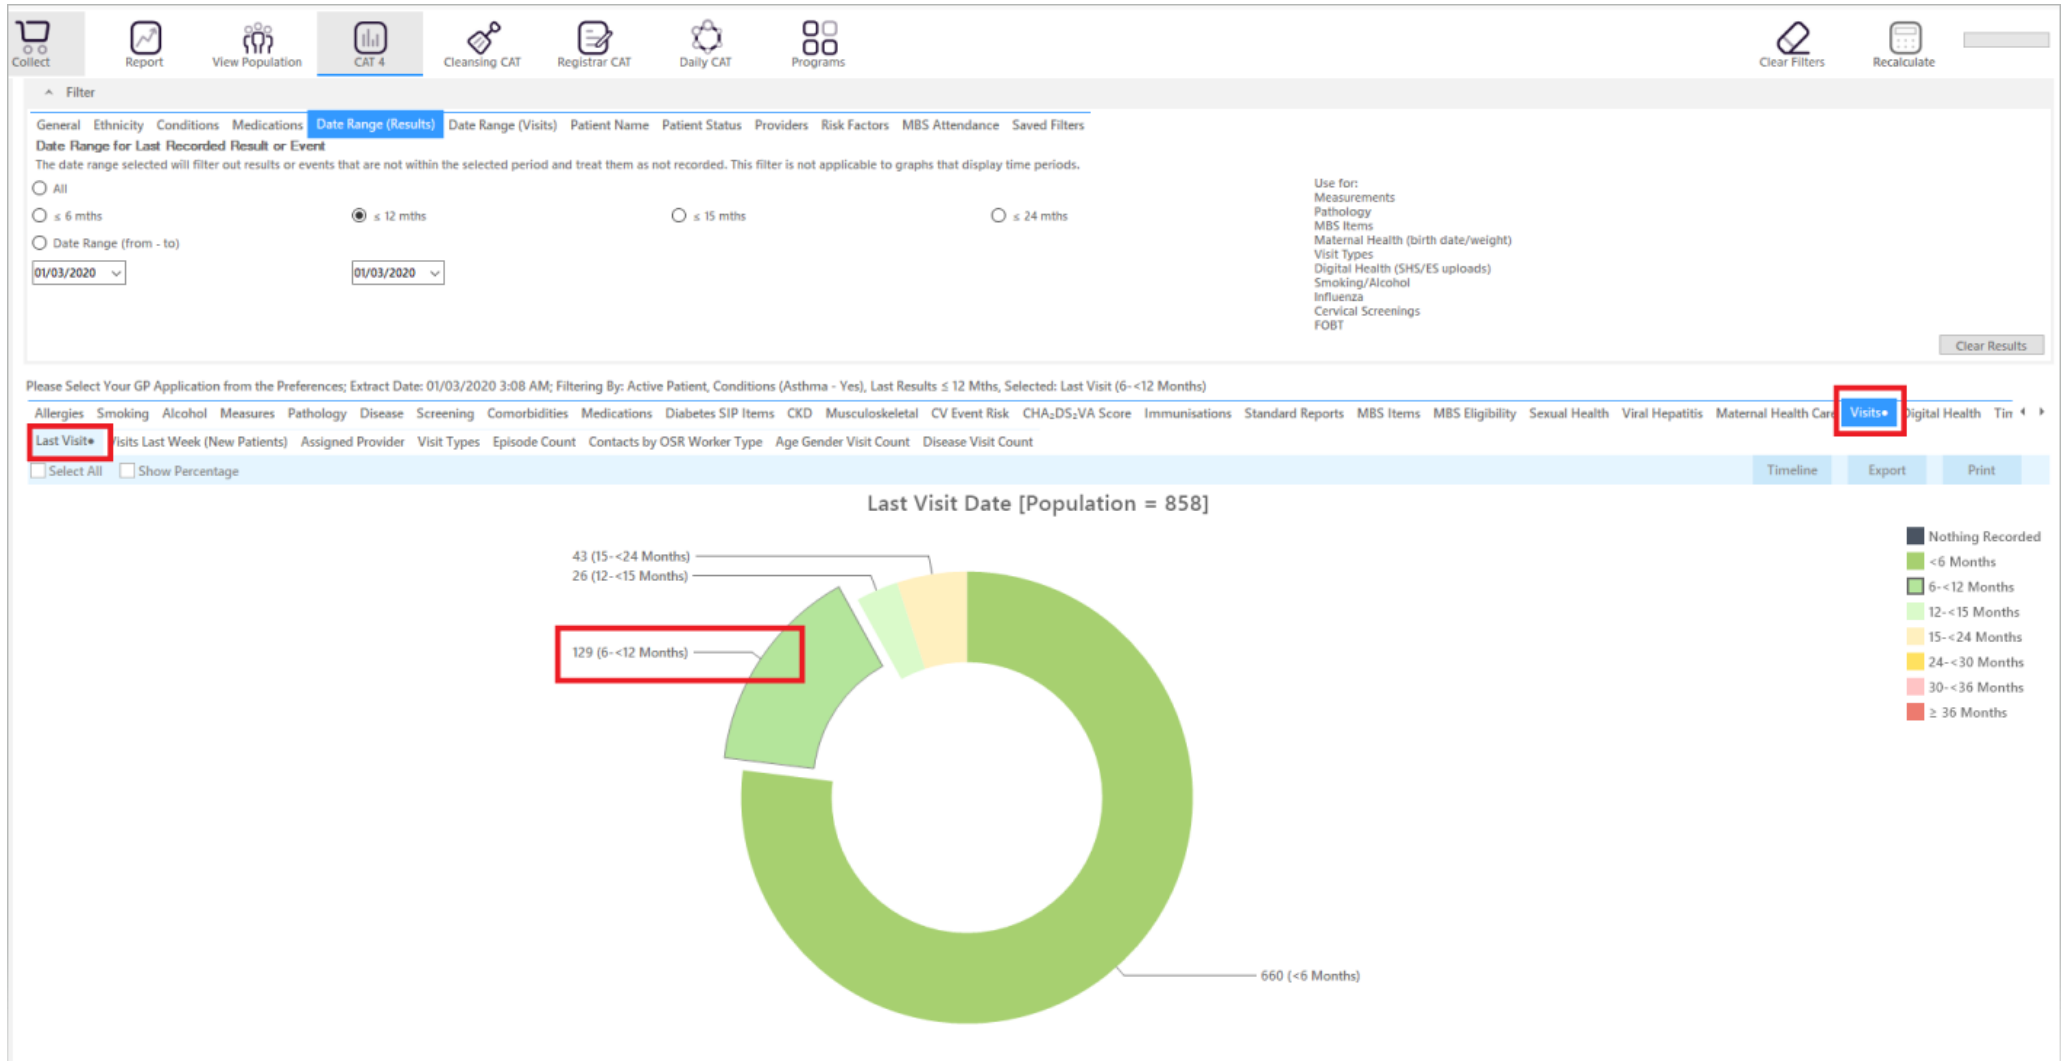 Collect Report View Population CAT 4 Cleansing CAT Registrar CAT Daily CAT Programs Clear Filters Recalculate
Filter
General Ethnicity Conditions Medications Date Range (Results) Date Range (Visits) Patient Name Patient Status Providers Risk Factors MBS Attendance Saved Filters
Date Range for Last Recorded Result or Event
The date range selected will filter out results or events that are not within the selected period and treat them as not recorded. This filter is not applicable to graphs that display time periods.
All
≤ 6 mths ≤ 12 mths ≤ 15 mths ≤ 24 mths
Date Range (from - to)
01/03/2020 01/03/2020
Use for:
Measurements
Pathology
MBS Items
Maternal Health (birth date/weight)
Visit Types
Digital Health (SHS/ES uploads)
Smoking/Alcohol
Influenza
Cervical Screenings
FOBT
Clear Results
Please Select Your GP Application from the Preferences; Extract Date: 01/03/2020 3:08 AM; Filtering By: Active Patient, Conditions (Asthma - Yes), Last Results ≤ 12 Mths, Selected: Last Visit (6-<12 Months)
Allergies Smoking Alcohol Measures Pathology Disease Screening Comorbidities Medications Diabetes SIP Items CKD Musculoskeletal CV Event Risk CHA₂DS₂VA Score Immunisations Standard Reports MBS Items MBS Eligibility Sexual Health Viral Hepatitis Maternal Health Care Visits● Digital Health Tim
Last Visit● Visits Last Week (New Patients) Assigned Provider Visit Types Episode Count Contacts by OSR Worker Type Age Gender Visit Count Disease Visit Count
Select All Show Percentage Timeline Export Print
Last Visit Date [Population = 858]
43 (15-<24 Months)
26 (12-<15 Months)
129 (6-<12 Months)
660 (<6 Months)
Nothing Recorded
<6 Months
6-<12 Months
12-<15 Months
15-<24 Months
24-<30 Months
30-<36 Months
≥ 36 Months